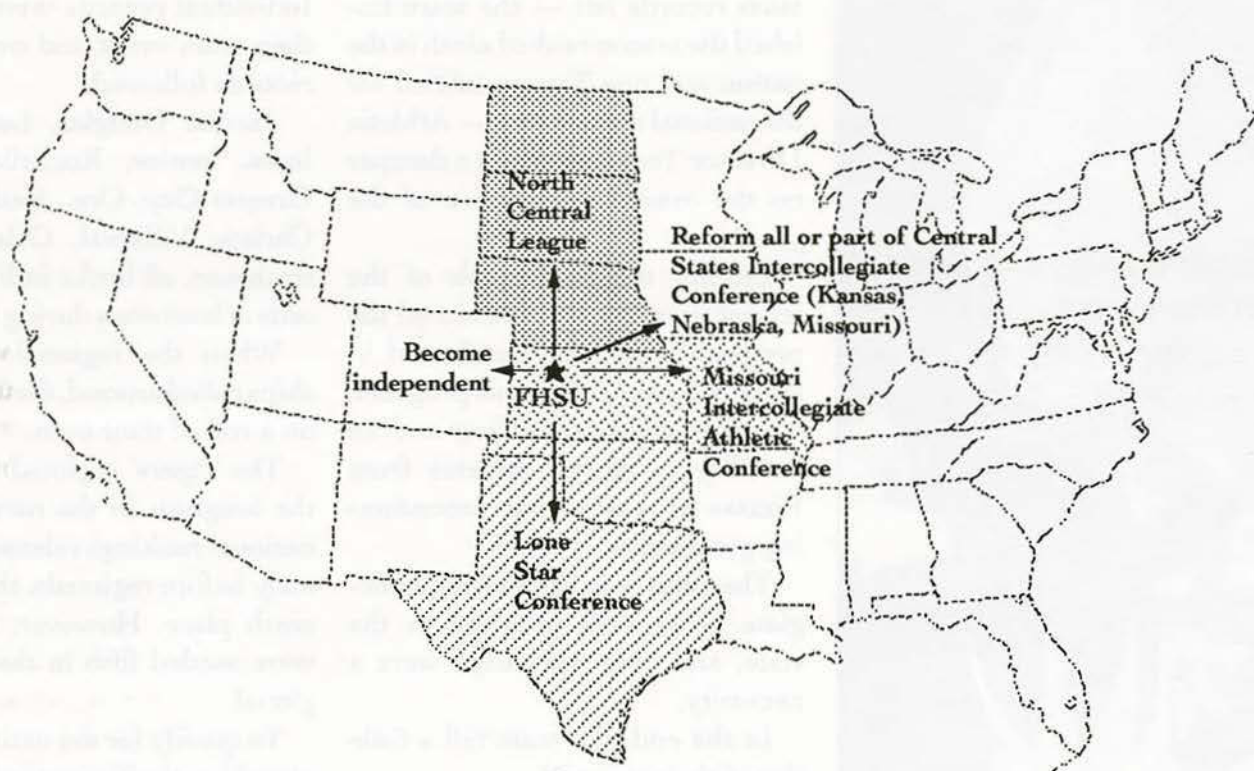 North
Central
League
Reform all or part of Central
States Intercollegiate
Conference (Kansas,
Nebraska, Missouri)
Become
independent
FHSU
Missouri
Intercollegiate
Athletic
Conference
Lone
Star
Conference